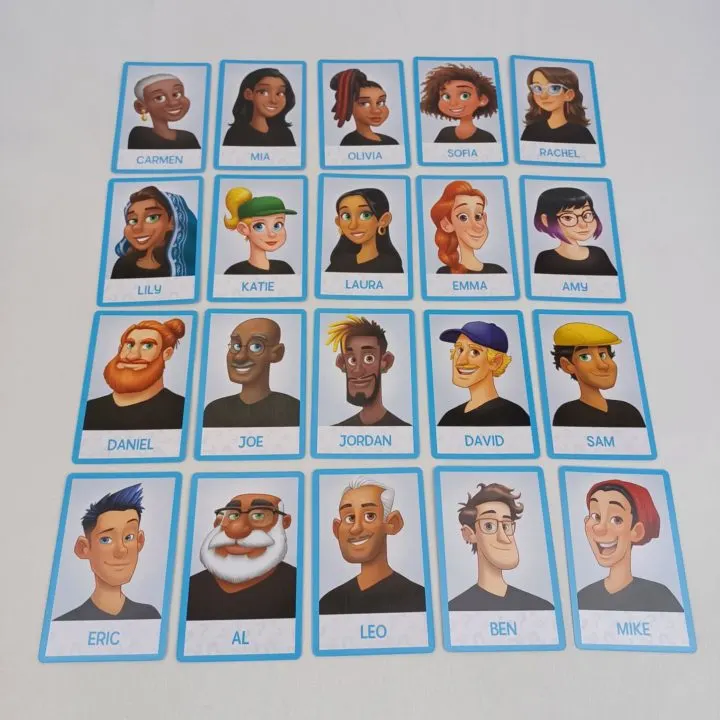 CARMEN
MIA
OLIVIA
SOFIA
RACHEL
LILY
KATIE
LAURA
EMMA
AMY
DANIEL
JOE
JORDAN
DAVID
SAM
ERIC
AL
LEO
BEN
MIKE